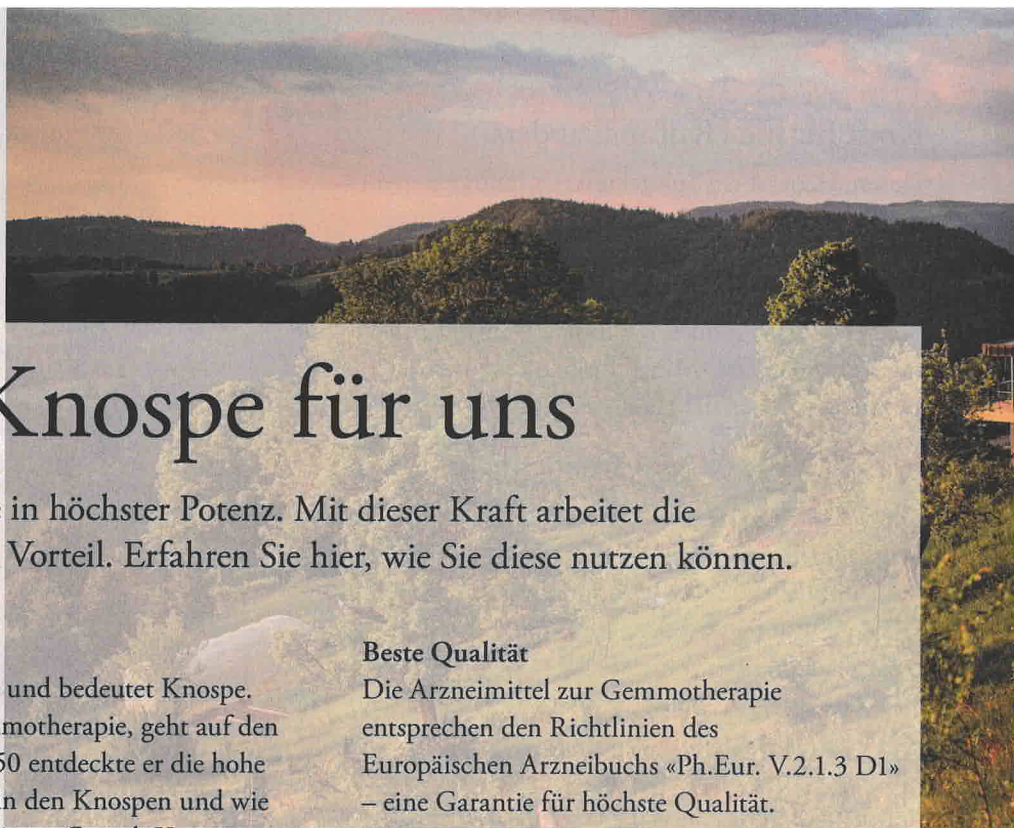 Knospe für uns
in höchster Potenz. Mit dieser Kraft arbeitet die
Vorteil. Erfahren Sie hier, wie Sie diese nutzen können.
und bedeutet Knospe.
motherapie, geht auf den
50 entdeckte er die hohe
in den Knospen und wie
Beste Qualität
Die Arzneimittel zur Gemmotherapie
entsprechen den Richtlinien des
Europäischen Arzneibuchs «Ph.Eur. V.2.1.3 D1»
– eine Garantie für höchste Qualität.